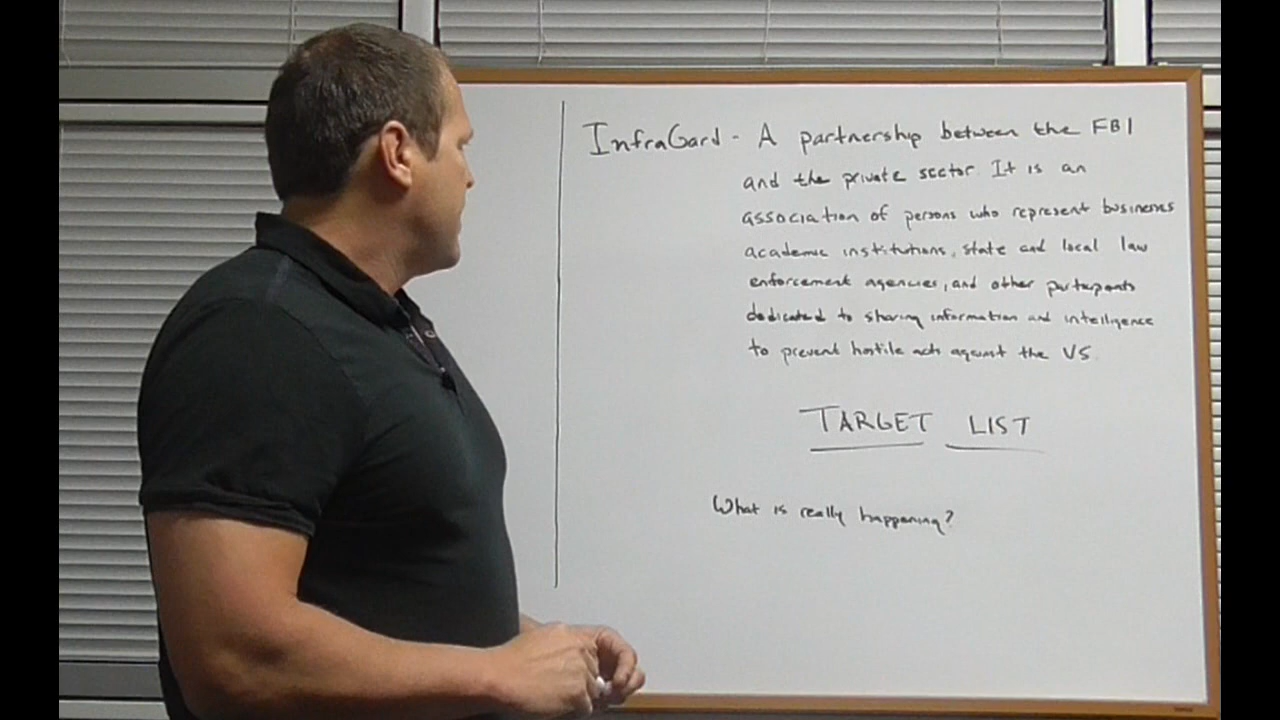 InfraGard - A partnership between the FBI
and the private sector. It is an
association of persons who represent businesses
academic institutions, state and local law
enforcement agencies, and other participants
dedicated to sharing information and intelligence
to prevent hostile acts against the US.
TARGET LIST
What is really happening?